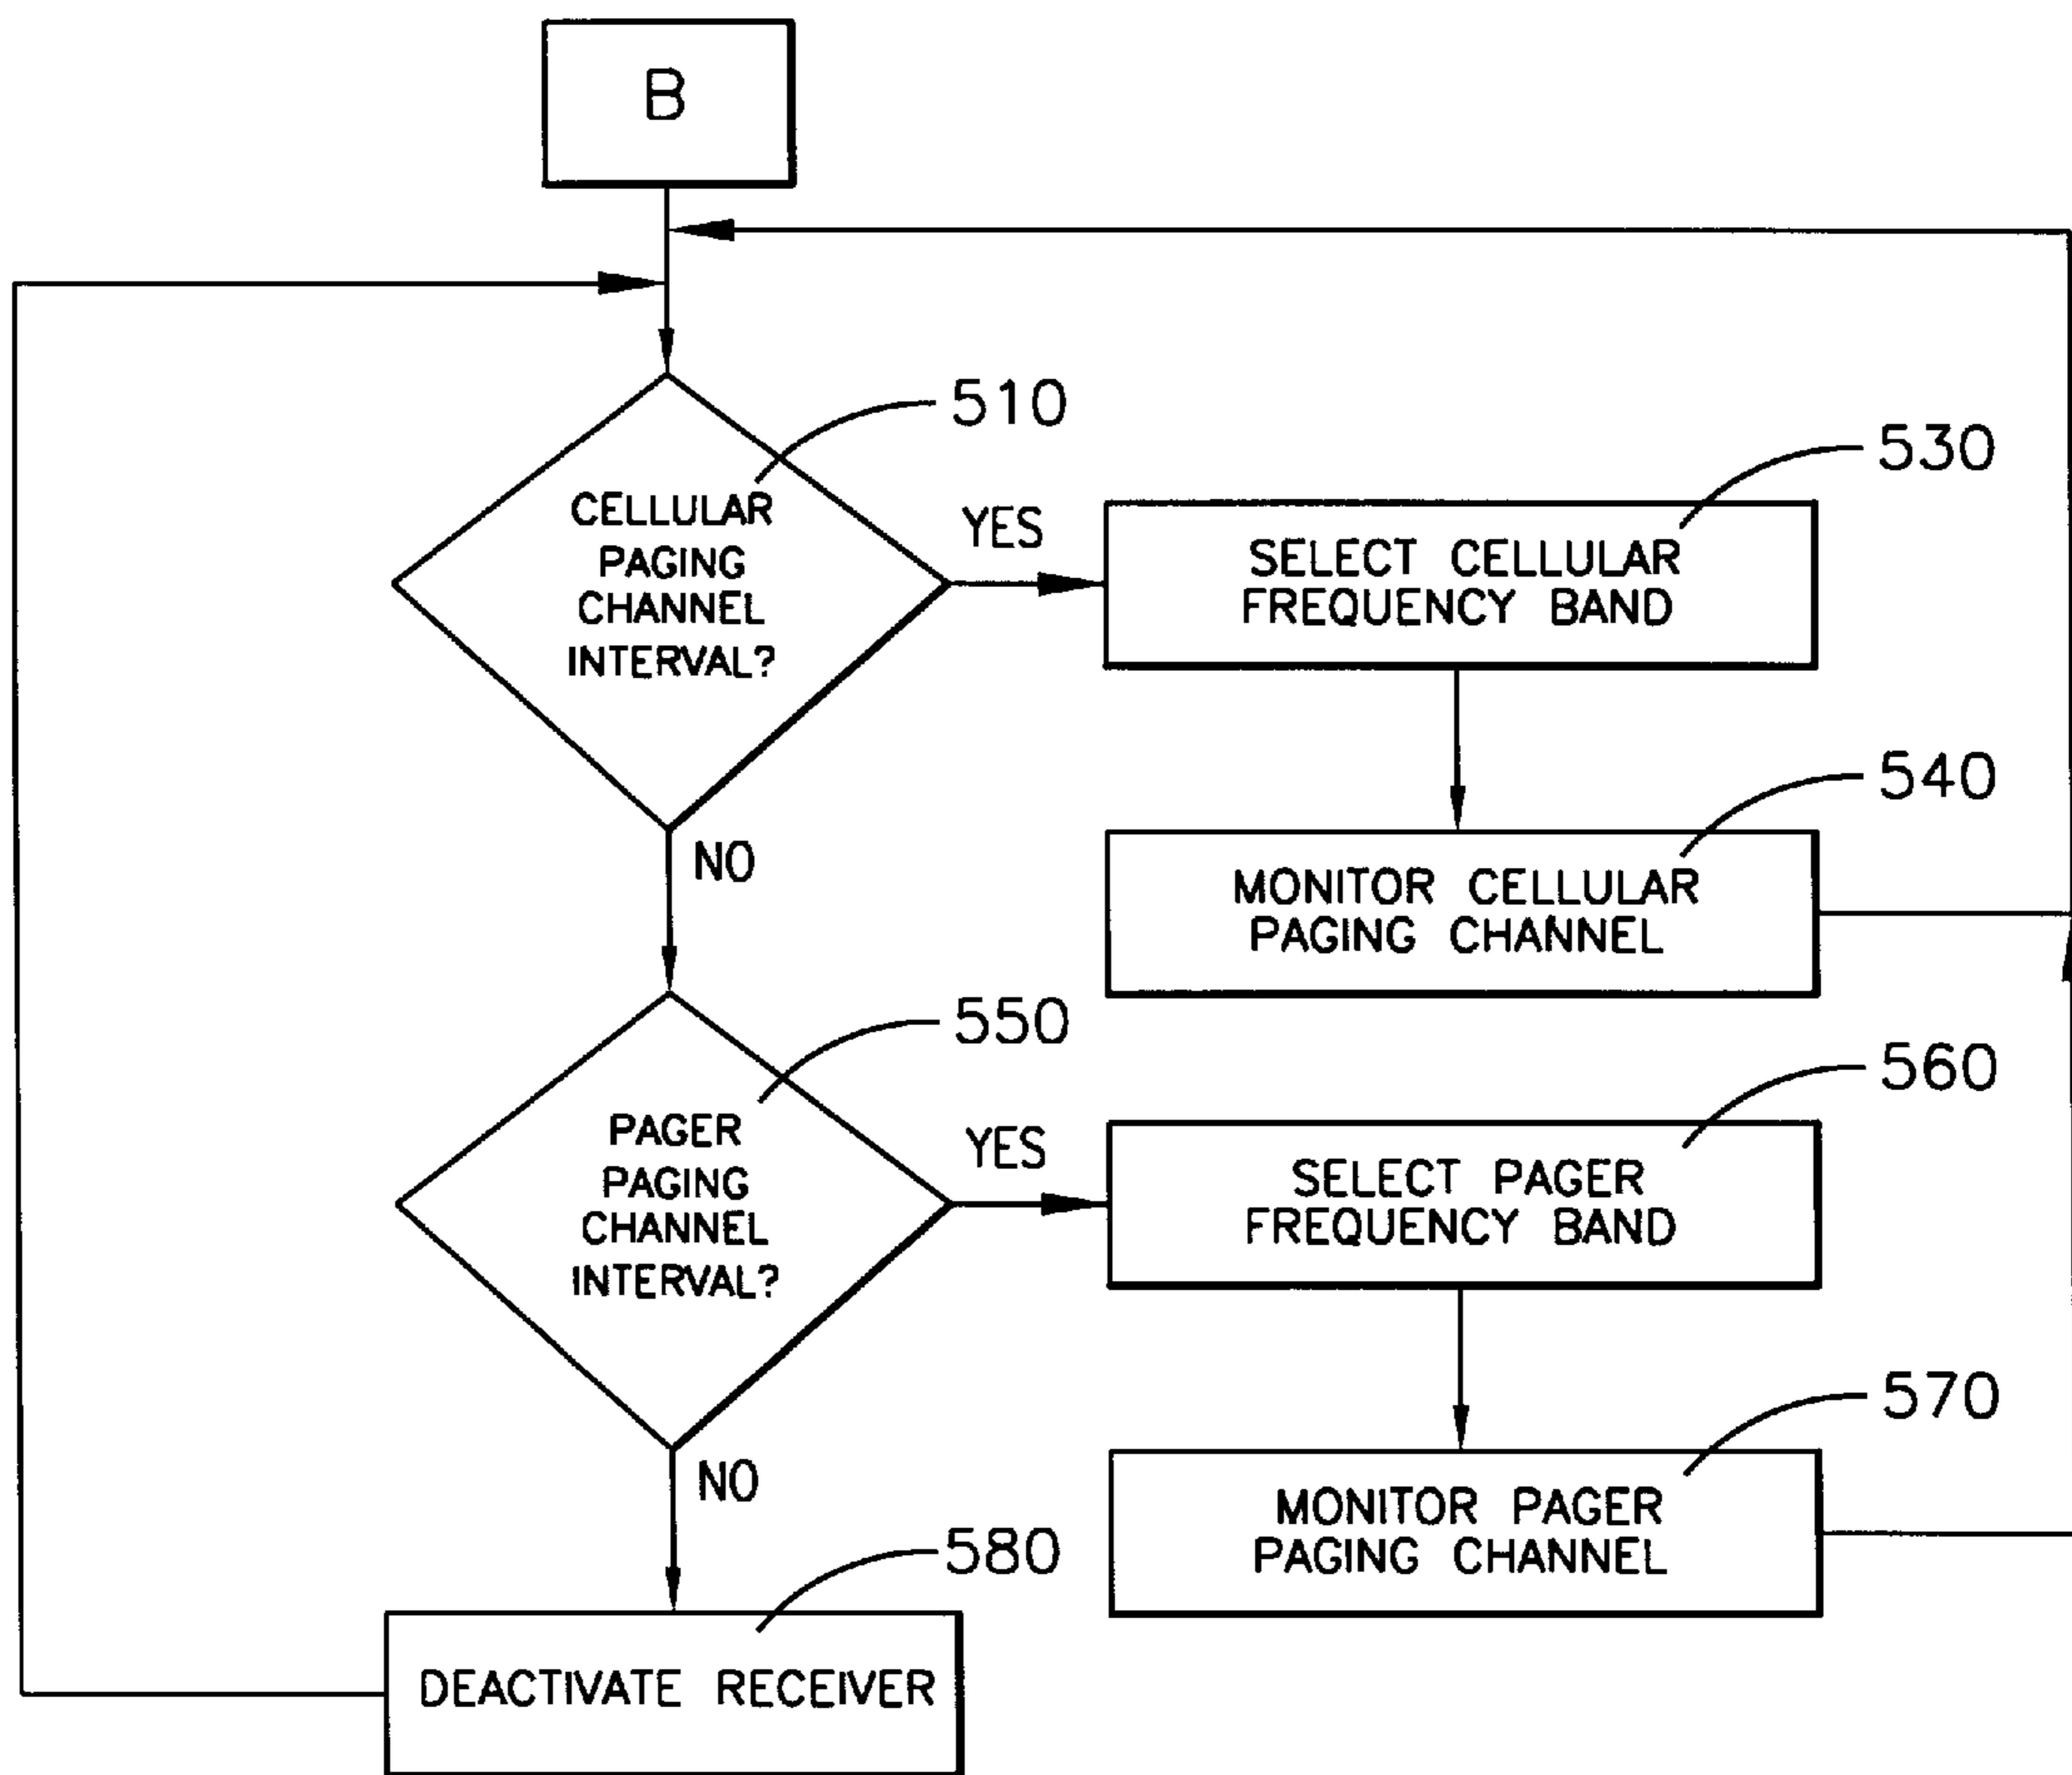 B
510
CELLULAR
PAGING
CHANNEL
INTERVAL?
YES
530
SELECT CELLULAR
FREQUENCY BAND
540
MONITOR CELLULAR
PAGING CHANNEL
NO
550
PAGER
PAGING
CHANNEL
INTERVAL?
YES
560
SELECT PAGER
FREQUENCY BAND
570
MONITOR PAGER
PAGING CHANNEL
NO
580
DEACTIVATE RECEIVER